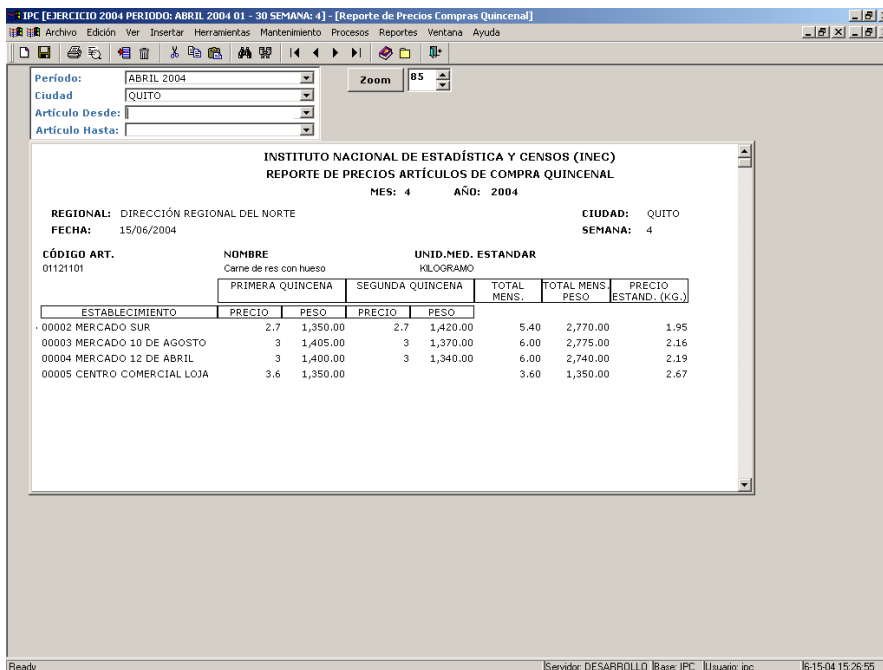 IPC [EJERCICIO 2004 PERIODO: ABRIL 2004 01 - 30 SEMANA: 4] - [Reporte de Precios Compras Quincenal]
Archivo Edición Ver Insertar Herramientas Mantenimiento Procesos Reportes Ventana Ayuda
Período: ABRIL 2004 Zoom 85
Ciudad QUITO
Artículo Desde:
Artículo Hasta:
INSTITUTO NACIONAL DE ESTADÍSTICA Y CENSOS (INEC)
REPORTE DE PRECIOS ARTÍCULOS DE COMPRA QUINCENAL
MES: 4 AÑO: 2004
REGIONAL: DIRECCIÓN REGIONAL DEL NORTE CIUDAD: QUITO
FECHA: 15/06/2004 SEMANA: 4
CÓDIGO ART. NOMBRE UNID.MED. ESTANDAR
01121101 Carne de res con hueso KILOGRAMO
PRIMERA QUINCENA SEGUNDA QUINCENA TOTAL MENS. TOTAL MENS. PESO PRECIO ESTAND. (KG.)
ESTABLECIMIENTO PRECIO PESO PRECIO PESO
00002 MERCADO SUR 2.7 1,350.00 2.7 1,420.00 5.40 2,770.00 1.95
00003 MERCADO 10 DE AGOSTO 3 1,405.00 3 1,370.00 6.00 2,775.00 2.16
00004 MERCADO 12 DE ABRIL 3 1,400.00 3 1,340.00 6.00 2,740.00 2.19
00005 CENTRO COMERCIAL LOJA 3.6 1,350.00 3.60 1,350.00 2.67
Ready Servidor: DESARROLLO Base: IPC Usuario: ipc 6-15-04 15:26:55